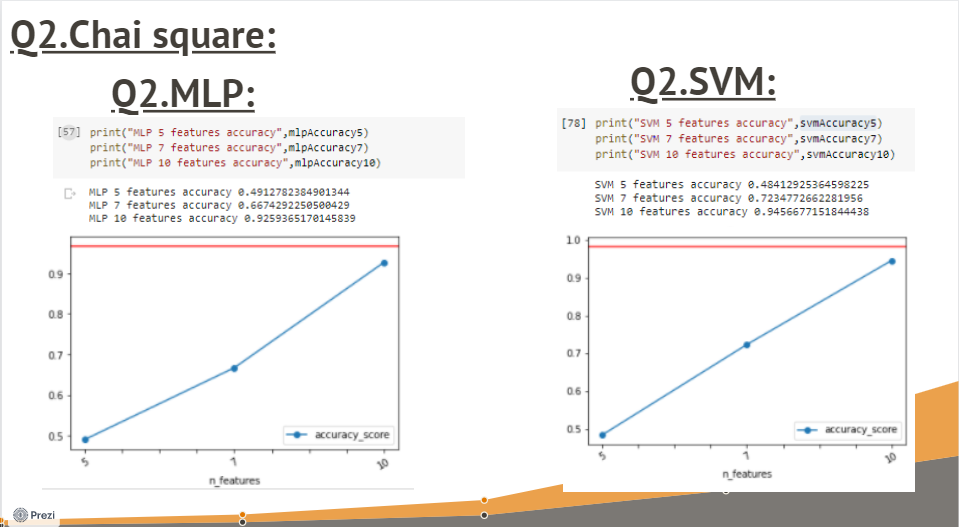 Q2.Chai square:
Q2.MLP:
[57] print("MLP 5 features accuracy",mlpAccuracy5)
print("MLP 7 features accuracy",mlpAccuracy7)
print("MLP 10 features accuracy",mlpAccuracy10)
MLP 5 features accuracy 0.4912782384901344
MLP 7 features accuracy 0.6674292250500429
MLP 10 features accuracy 0.9259365170145839
0.9
0.8
0.7
0.6
0.5
accuracy_score
5 7 10
n_features
Q2.SVM:
[78] print("SVM 5 features accuracy",svmAccuracy5)
print("SVM 7 features accuracy",svmAccuracy7)
print("SVM 10 features accuracy",svmAccuracy10)
SVM 5 features accuracy 0.48412925364598225
SVM 7 features accuracy 0.7234772662281956
SVM 10 features accuracy 0.9456677151844438
1.0
0.9
0.8
0.7
0.6
0.5
accuracy_score
5 7 10
n_features
Prezi